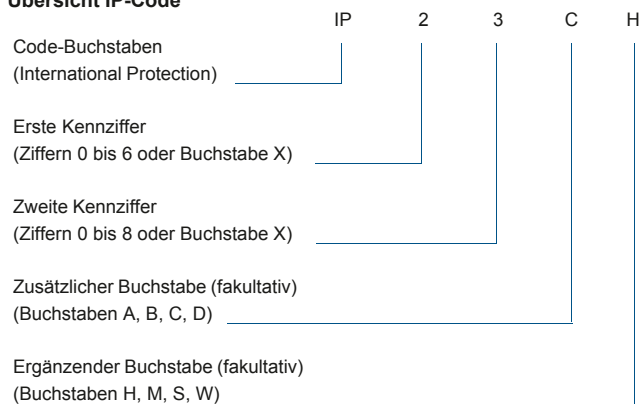 Übersicht IP-Code
IP 2 3 C H
Code-Buchstaben
(International Protection)
Erste Kennziffer
(Ziffern 0 bis 6 oder Buchstabe X)
Zweite Kennziffer
(Ziffern 0 bis 8 oder Buchstabe X)
Zusätzlicher Buchstabe (fakultativ)
(Buchstaben A, B, C, D)
Ergänzender Buchstabe (fakultativ)
(Buchstaben H, M, S, W)